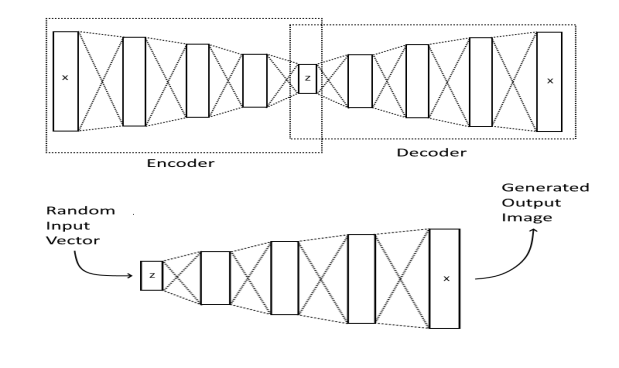 x
z
x
Encoder
Decoder
Random
Input
Vector
z
x
Generated
Output
Image